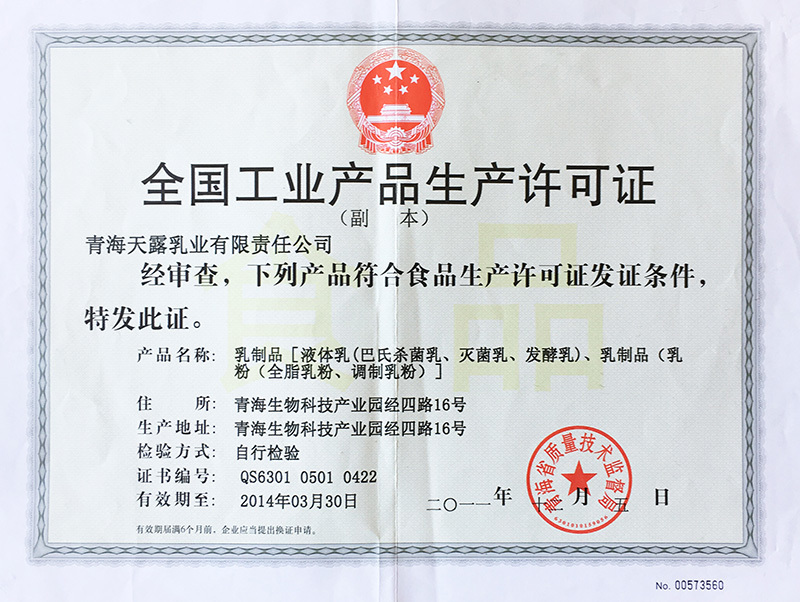 全国工业产品生产许可证
（副 本）
青海天露乳业有限责任公司
经审查，下列产品符合食品生产许可证发证条件，
特发此证。
产品名称: 乳制品［液体乳(巴氏杀菌乳、灭菌乳、发酵乳)、乳制品（乳
粉（全脂乳粉、调制乳粉）］
住 所: 青海生物科技产业园经四路16号
生产地址: 青海生物科技产业园经四路16号
检验方式: 自行检验
证书编号: QS6301 0501 0422
有效期至: 2014年03月30日
二〇一一 年 十二 月 五 日
青海省质量技术监督局
有效期届满6个月前，企业应当提出换证申请。
食品
No. 00573560